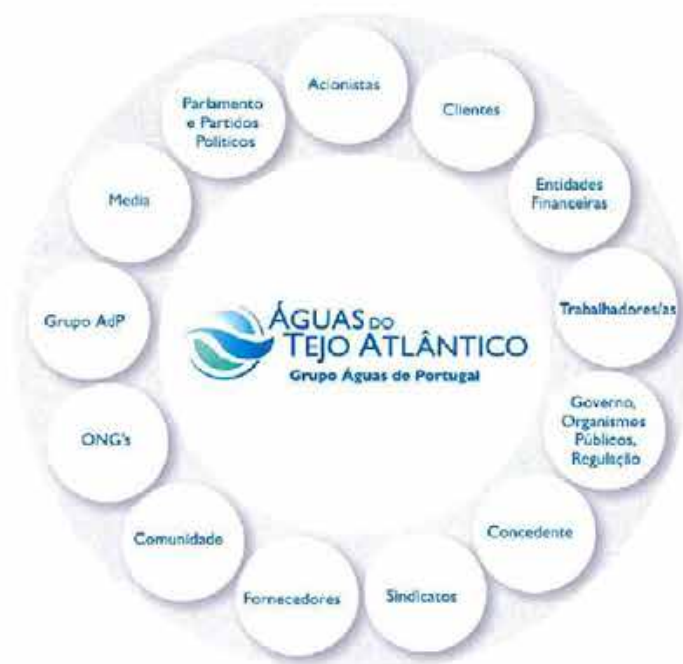 Acionistas
Clientes
Entidades
Financeiras
Trabalhadores/as
Governo,
Organismos
Públicos,
Regulação
Concedente
Sindicatos
Fornecedores
Comunidade
ONG's
Grupo AdP
Media
Parlamento
e Partidos
Políticos
ÁGUAS DO
TEJO ATLÂNTICO
Grupo Águas de Portugal